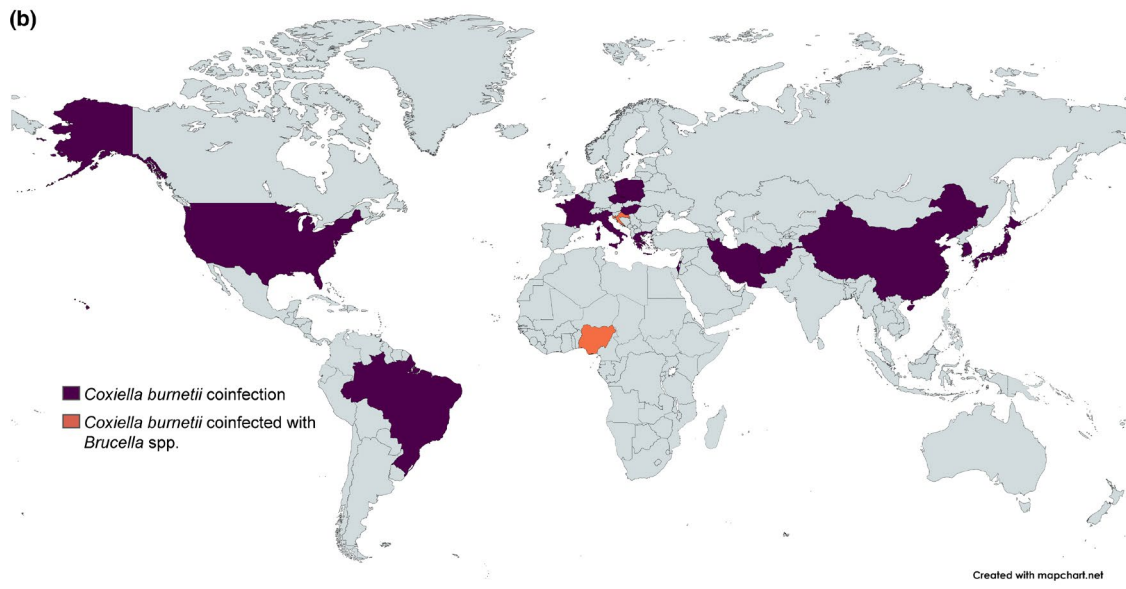 (b)
Coxiella burnetii coinfection
Coxiella burnetii coinfected with
Brucella spp.
Created with mapchart.net